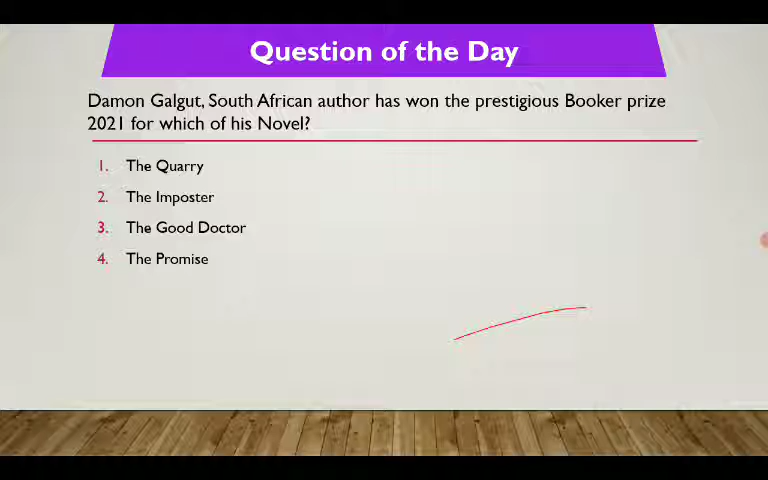 Question of the Day
Damon Galgut, South African author has won the prestigious Booker prize
2021 for which of his Novel?
1. The Quarry
2. The Imposter
3. The Good Doctor
4. The Promise